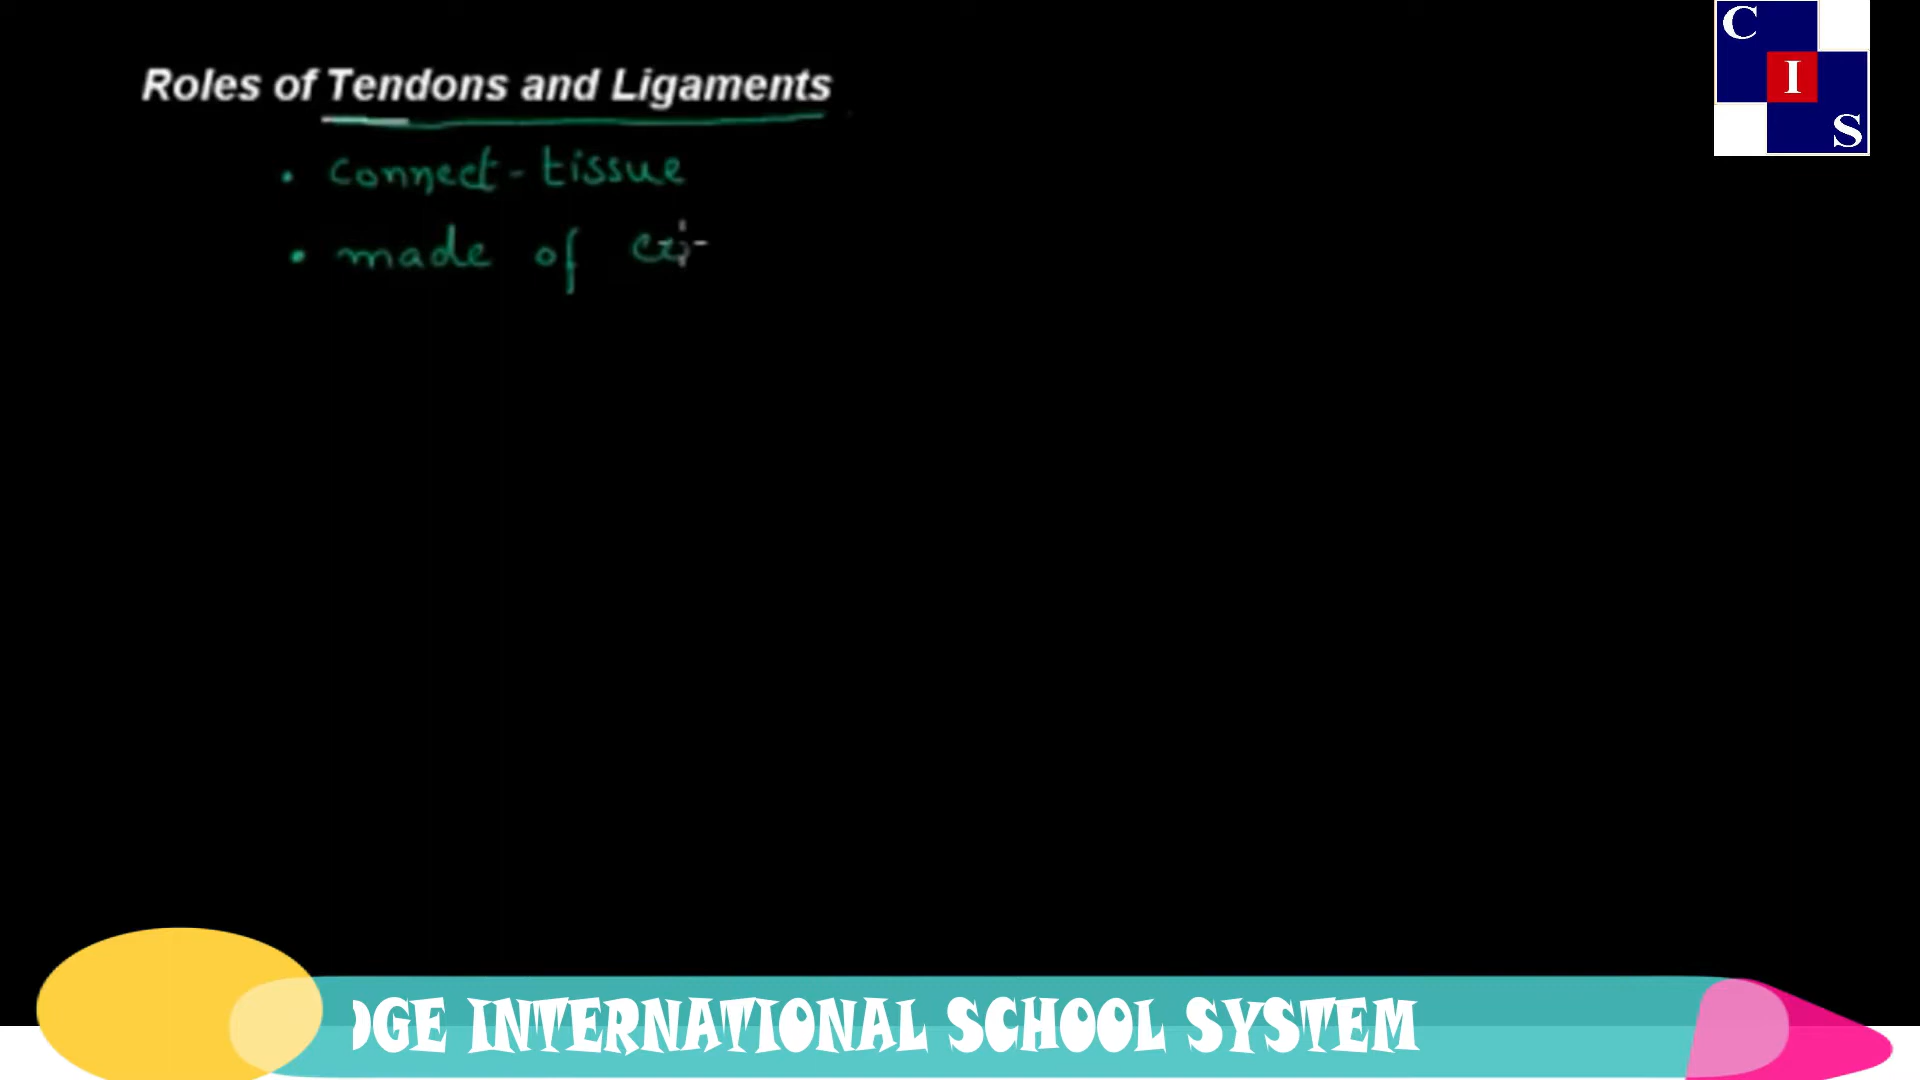 Roles of Tendons and Ligaments
• connect-tissue
• made of
C
I
S
DGE INTERNATIONAL SCHOOL SYSTEM